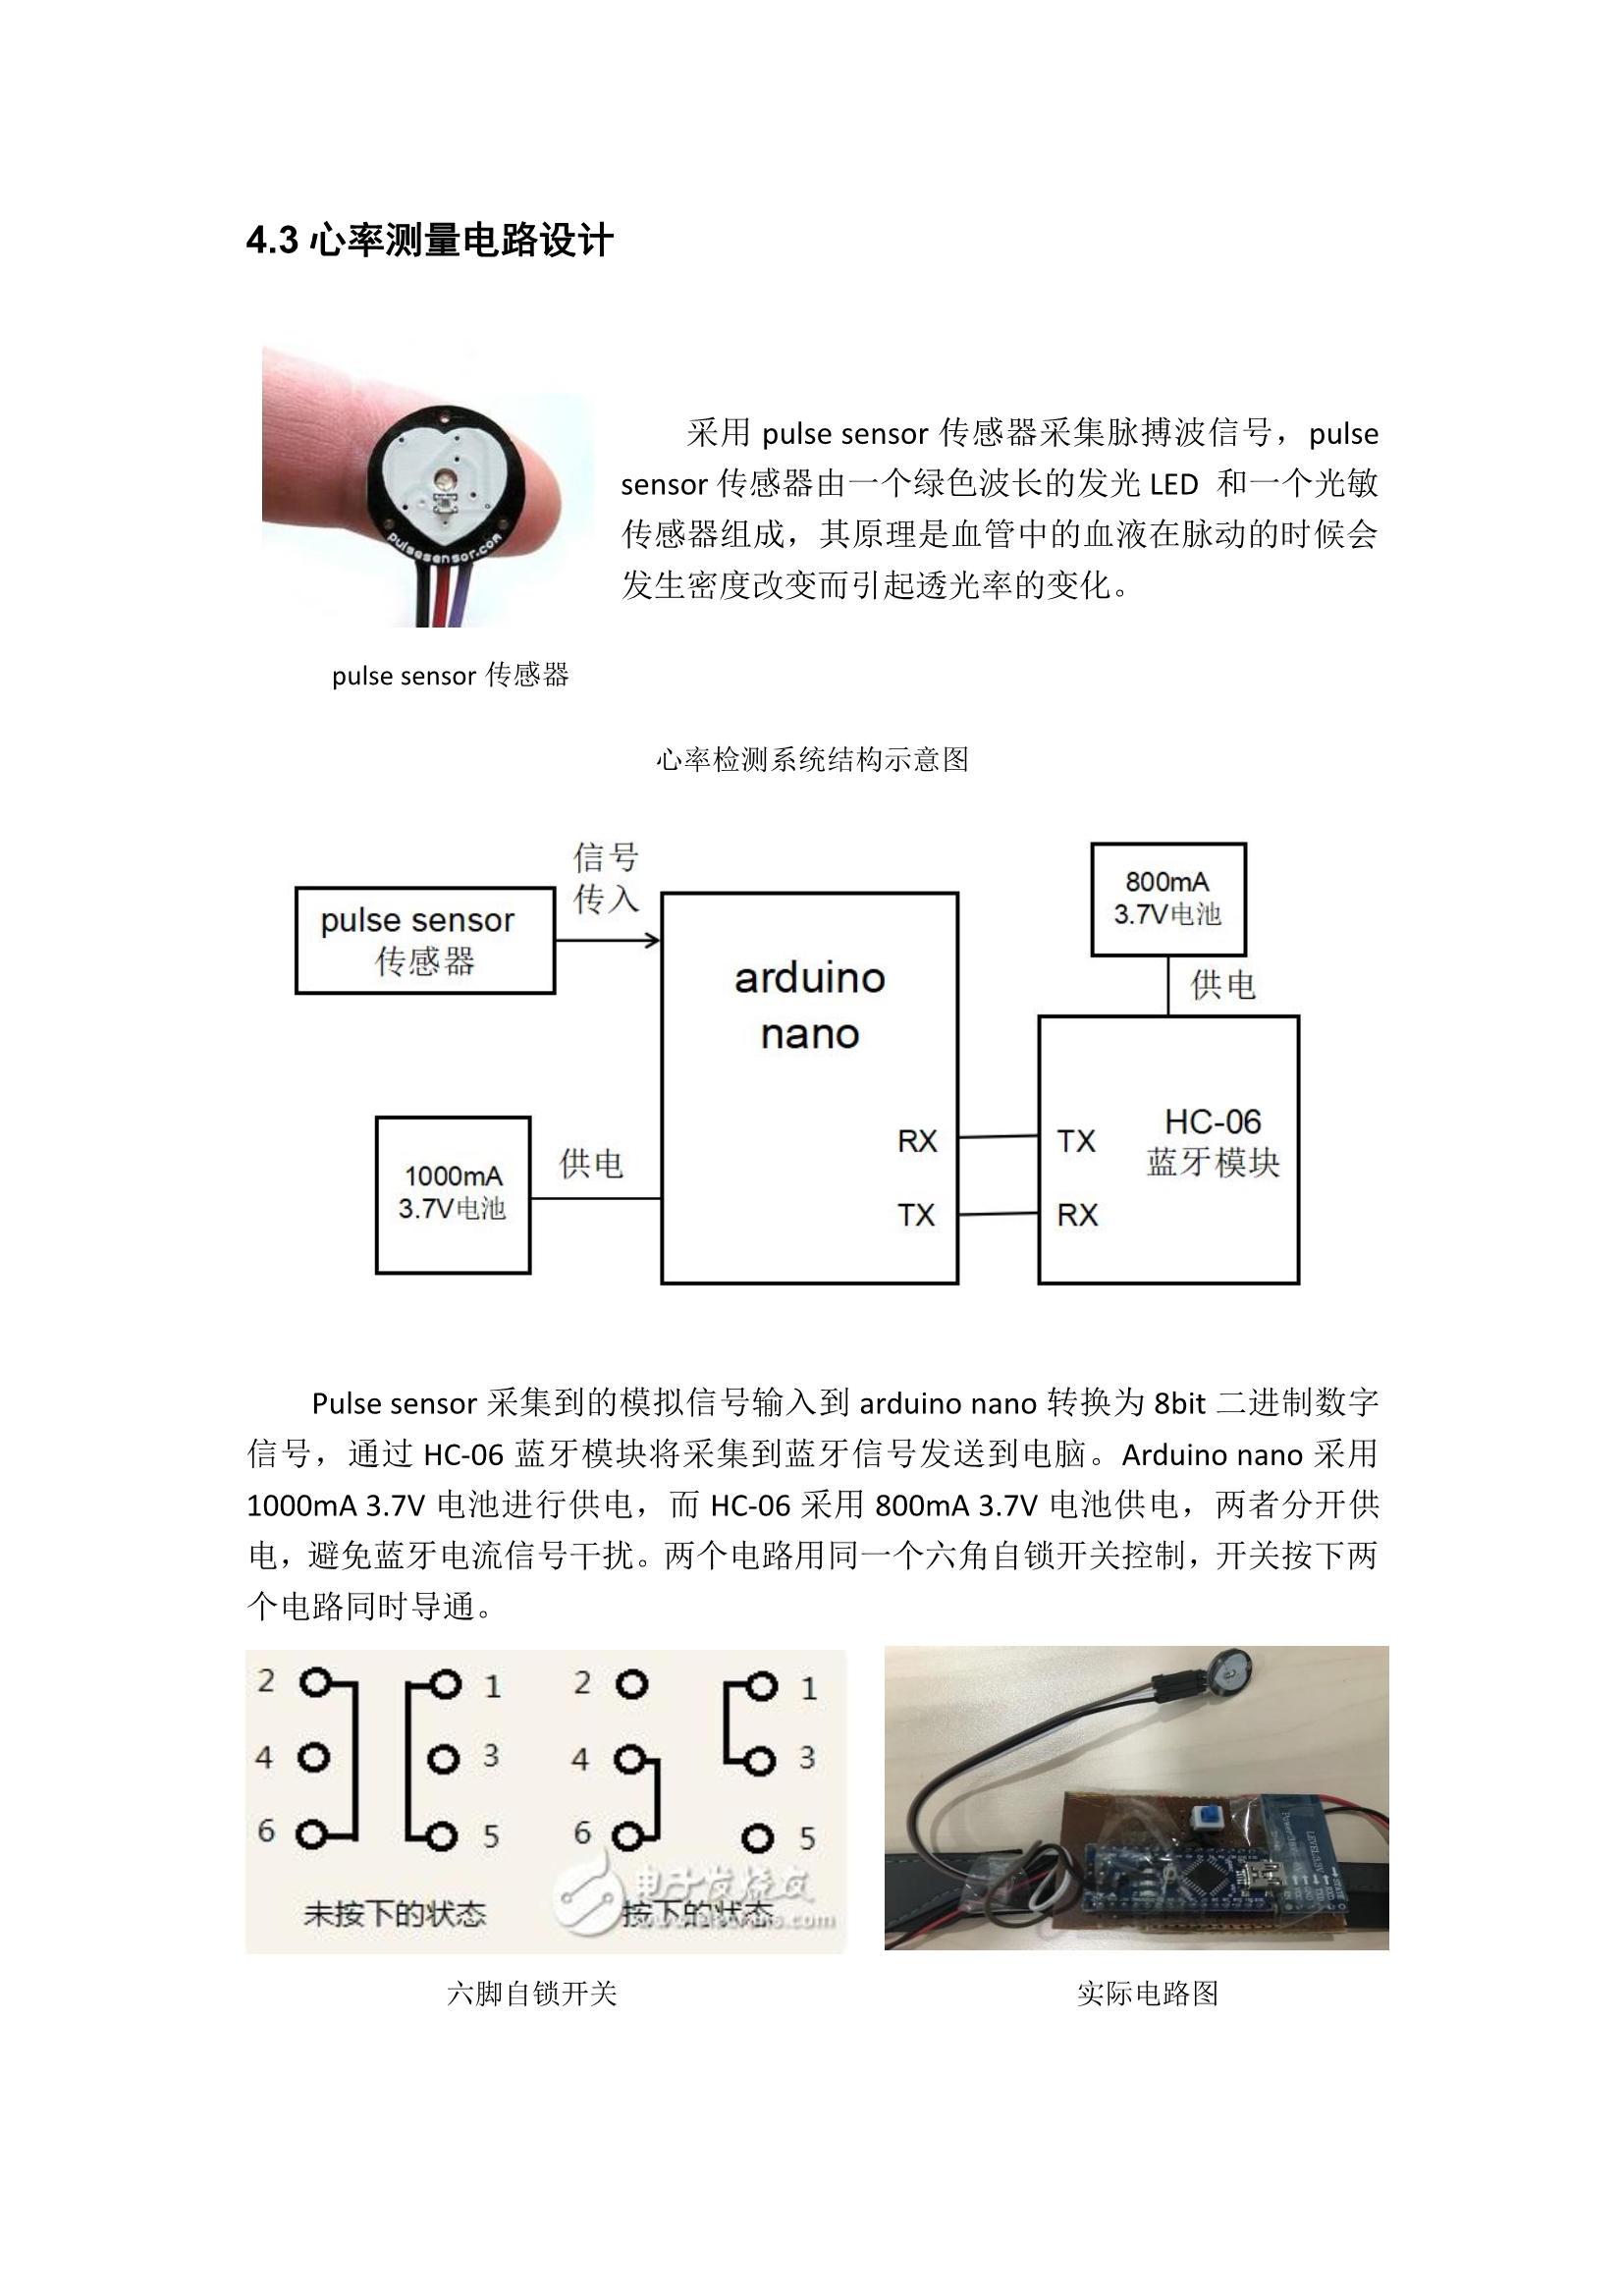 4.3 心率测量电路设计
pulsesensor.com
采用 pulse sensor 传感器采集脉搏波信号，pulse
sensor 传感器由一个绿色波长的发光 LED 和一个光敏
传感器组成，其原理是血管中的血液在脉动的时候会
发生密度改变而引起透光率的变化。
pulse sensor 传感器
心率检测系统结构示意图
信号
传入
pulse sensor
传感器
arduino
nano
800mA
3.7V电池
供电
HC-06
蓝牙模块
RX
TX
TX
RX
1000mA
3.7V电池
供电
Pulse sensor 采集到的模拟信号输入到 arduino nano 转换为 8bit 二进制数字
信号，通过 HC-06 蓝牙模块将采集到蓝牙信号发送到电脑。Arduino nano 采用
1000mA 3.7V 电池进行供电，而 HC-06 采用 800mA 3.7V 电池供电，两者分开供
电，避免蓝牙电流信号干扰。两个电路用同一个六角自锁开关控制，开关按下两
个电路同时导通。
2 1 2 1
4 3 4 3
6 5 6 5
未按下的状态 按下的状态
电子发烧友
LEVEL:3.3V
STATE
RXD
TXD
GND
VCC
六脚自锁开关
实际电路图